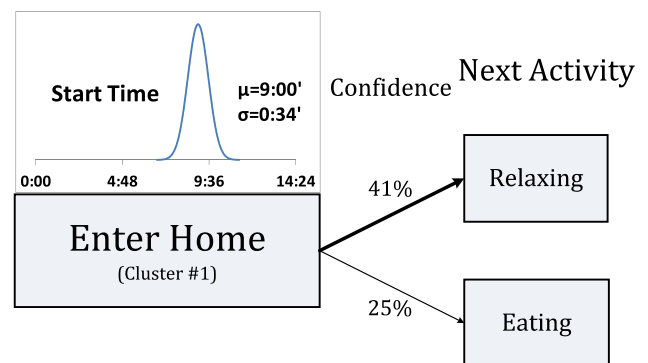 Start Time
μ=9:00'
σ=0:34'
0:00 4:48 9:36 14:24
Enter Home
(Cluster #1)
Confidence
Next Activity
41%
Relaxing
25%
Eating